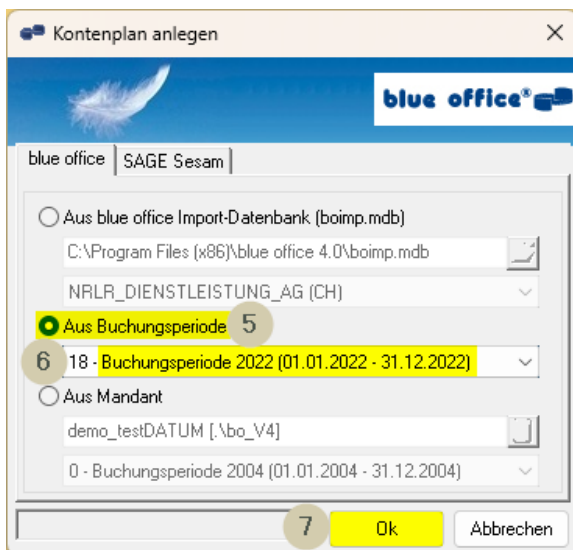 Kontenplan anlegen
blue office®
blue office SAGE Sesam
Aus blue office Import-Datenbank (boimp.mdb)
C:\Program Files (x86)\blue office 4.0\boimp.mdb
NRLR_DIENSTLEISTUNG_AG (CH)
Aus Buchungsperiode 5
6 18 - Buchungsperiode 2022 (01.01.2022 - 31.12.2022)
Aus Mandant
demo_testDATUM [.\bo_V4]
0 - Buchungsperiode 2004 (01.01.2004 - 31.12.2004)
7 Ok Abbrechen